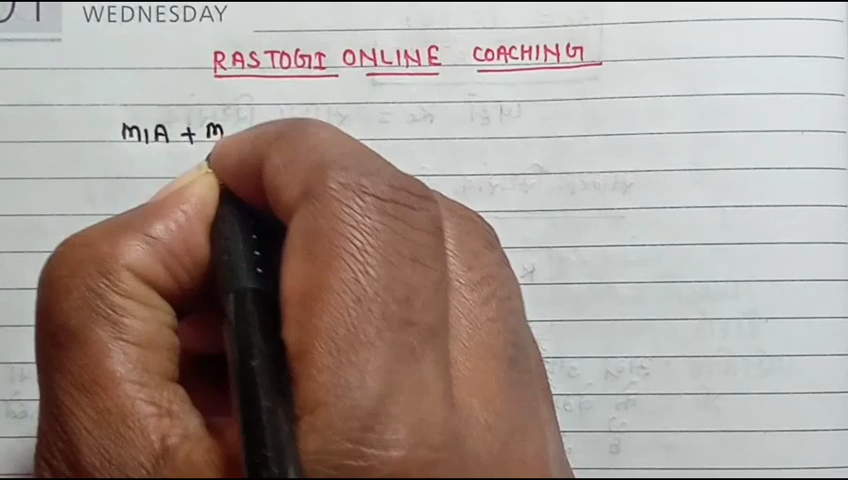 WEDNESDAY
RASTOGI ONLINE COACHING
m1A + m